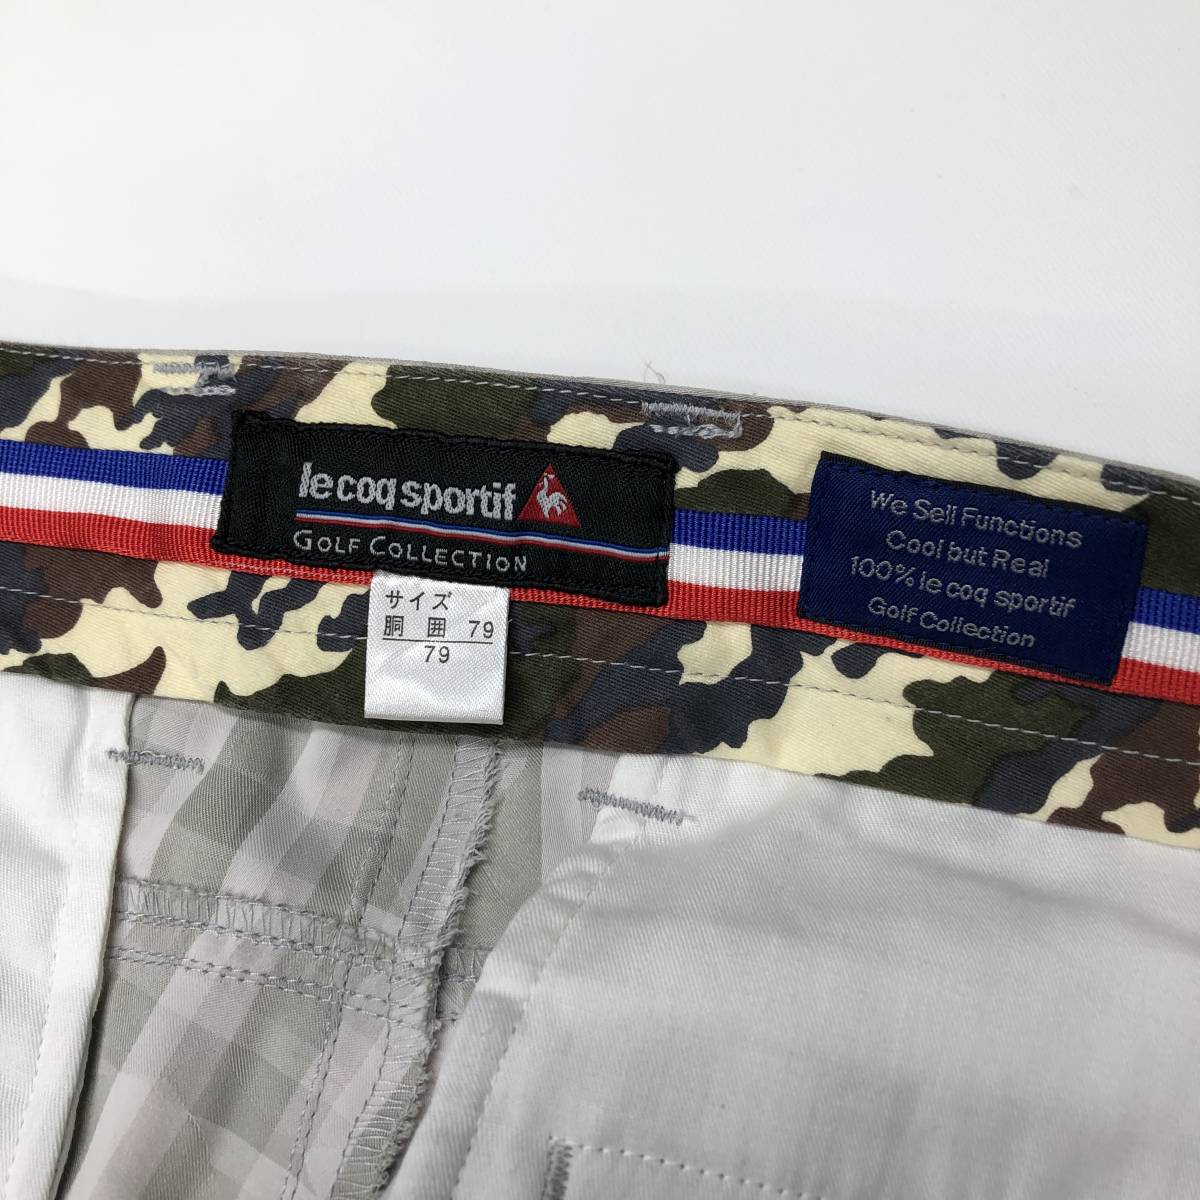 le coq sportif
GOLF COLLECTION
サイズ
胴囲 79
79
We Sell Functions
Cool but Real
100% le coq sportif
Golf Collection